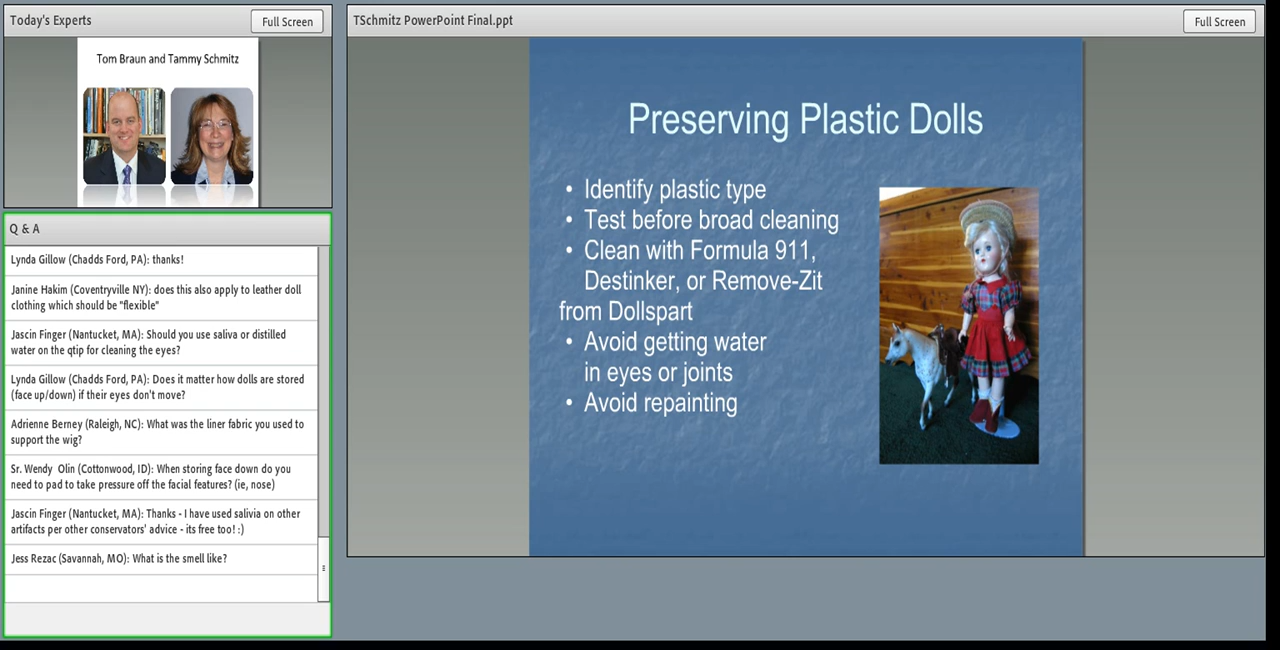 Today's Experts
Full Screen
Tom Braun and Tammy Schmitz
Q & A
Lynda Gillow (Chadds Ford, PA): thanks!
Janine Hakim (Coventryville NY): does this also apply to leather doll
clothing which should be "flexible"
Jascin Finger (Nantucket, MA): Should you use saliva or distilled
water on the qtip for cleaning the eyes?
Lynda Gillow (Chadds Ford, PA): Does it matter how dolls are stored
(face up/down) if their eyes don't move?
Adrienne Berney (Raleigh, NC): What was the liner fabric you used to
support the wig?
Sr. Wendy Olin (Cottonwood, ID): When storing face down do you
need to pad to take pressure off the facial features? (ie, nose)
Jascin Finger (Nantucket, MA): Thanks - I have used salivia on other
artifacts per other conservators' advice - its free too! :)
Jess Rezac (Savannah, MO): What is the smell like?
TSchmitz PowerPoint Final.ppt
Full Screen
Preserving Plastic Dolls
• Identify plastic type
• Test before broad cleaning
• Clean with Formula 911,
Destinker, or Remove-Zit
from Dollspart
• Avoid getting water
in eyes or joints
• Avoid repainting